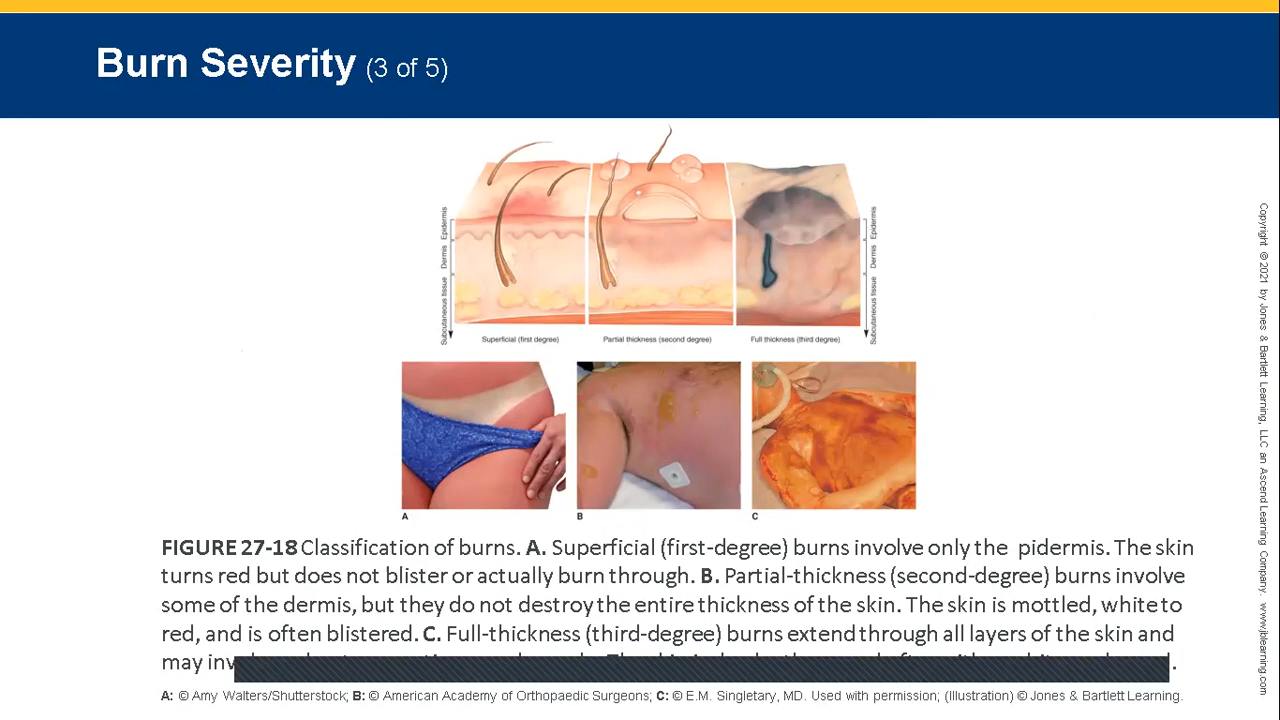 Burn Severity (3 of 5)
Epidermis
Dermis
Subcutaneous tissue
Epidermis
Dermis
Subcutaneous tissue
Superficial (first degree)
Partial thickness (second degree)
Full thickness (third degree)
A
B
C
FIGURE 27-18 Classification of burns. A. Superficial (first-degree) burns involve only the pidermis. The skin
turns red but does not blister or actually burn through. B. Partial-thickness (second-degree) burns involve
some of the dermis, but they do not destroy the entire thickness of the skin. The skin is mottled, white to
red, and is often blistered. C. Full-thickness (third-degree) burns extend through all layers of the skin and
may
A: © Amy Walters/Shutterstock; B: © American Academy of Orthopaedic Surgeons; C: © E.M. Singletary, MD. Used with permission; (Illustration) © Jones & Bartlett Learning.
Copyright © 2021 by Jones & Bartlett Learning, LLC an Ascend Learning Company. www.jblearning.com